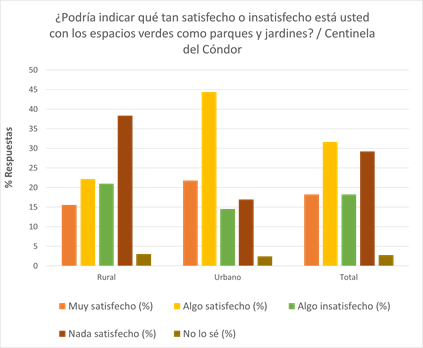 ¿Podría indicar qué tan satisfecho o insatisfecho está usted
con los espacios verdes como parques y jardines? / Centinela
del Cóndor
50
45
40
35
30
25
20
15
10
5
0
% Respuestas
Rural
Urbano
Total
Muy satisfecho (%)
Algo satisfecho (%)
Algo insatisfecho (%)
Nada satisfecho (%)
No lo sé (%)